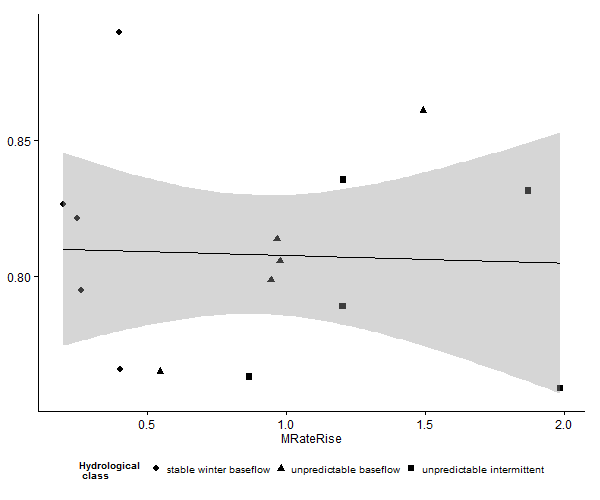 0.85
0.80
0.5 1.0 1.5 2.0
MRateRise
Hydrological
class
stable winter baseflow unpredictable baseflow unpredictable intermittent